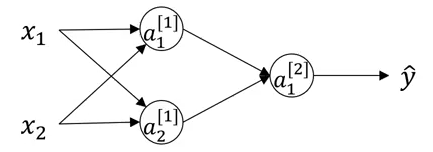 x₁
a₁^[1]
a₁^[2]
ŷ
x₂
a₂^[1]